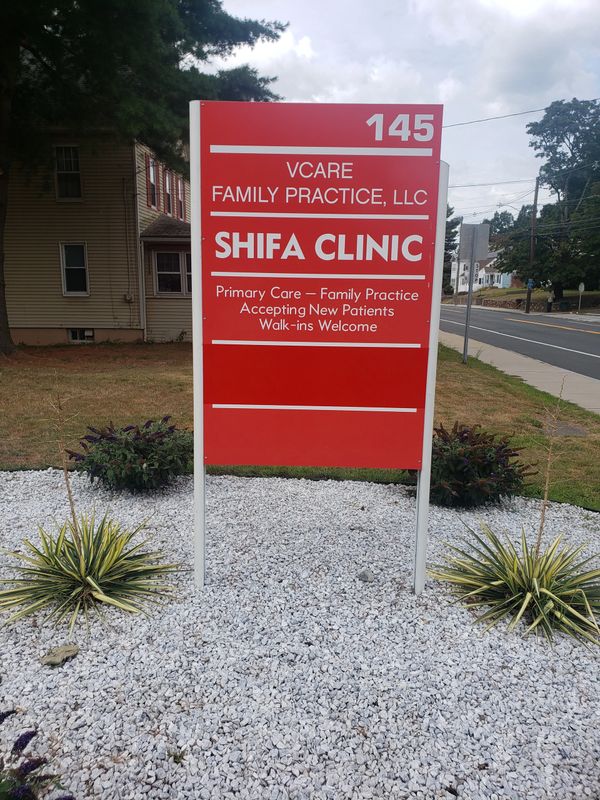 145
VCARE
FAMILY PRACTICE, LLC
SHIFA CLINIC
Primary Care – Family Practice
Accepting New Patients
Walk-ins Welcome